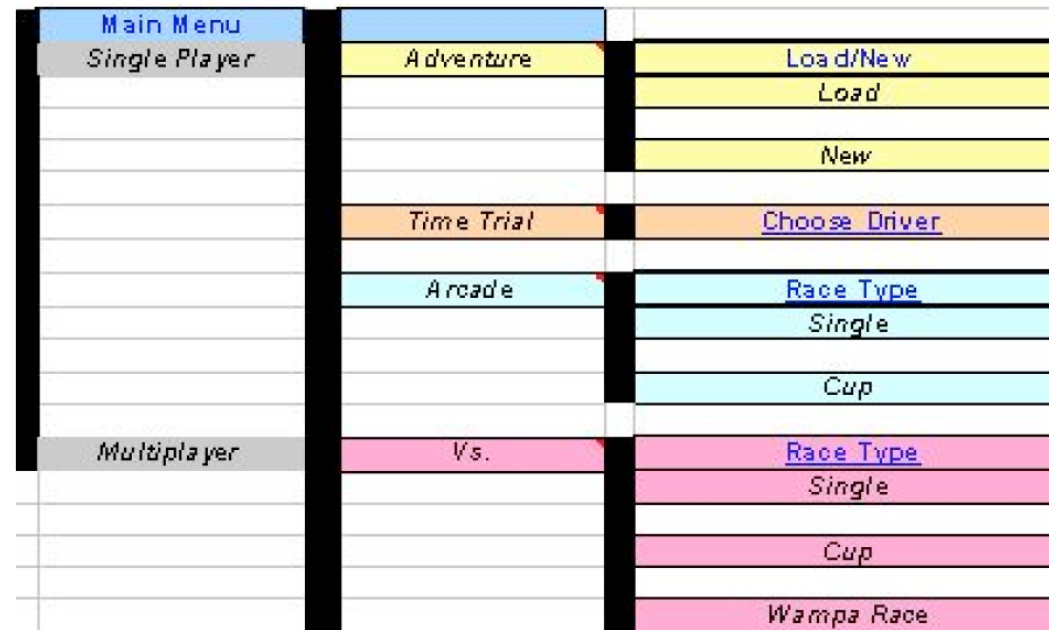 Main Menu
Single Player Adventure Load/New
Load
New
Time Trial Choose Driver
Arcade Race Type
Single
Cup
Multiplayer Vs. Race Type
Single
Cup
Wampa Race